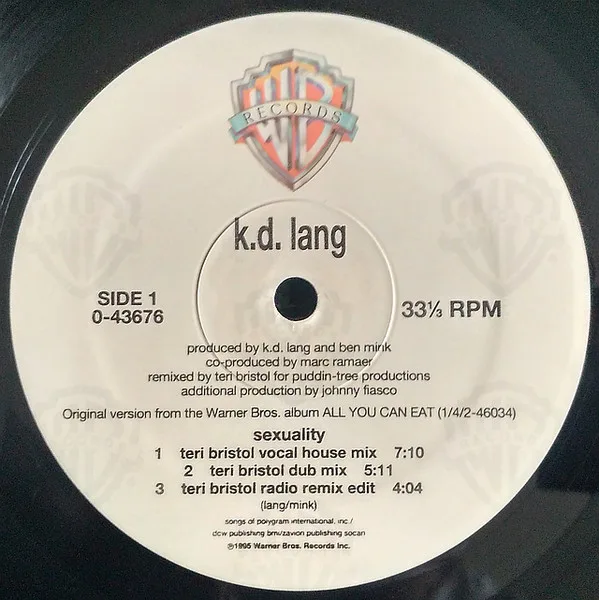 WB
RECORDS
k.d. lang
SIDE 1
0-43676
33⅓ RPM
produced by k.d. lang and ben mink
co-produced by marc ramaer
remixed by teri bristol for puddin-tree productions
additional production by johnny fiasco
Original version from the Warner Bros. album ALL YOU CAN EAT (1/4/2-46034)
sexuality
1 teri bristol vocal house mix 7:10
2 teri bristol dub mix 5:11
3 teri bristol radio remix edit 4:04
(lang/mink)
songs of polygram international, inc./
dcw publishing bmi/zavion publishing socan
℗1995 Warner Bros. Records Inc.